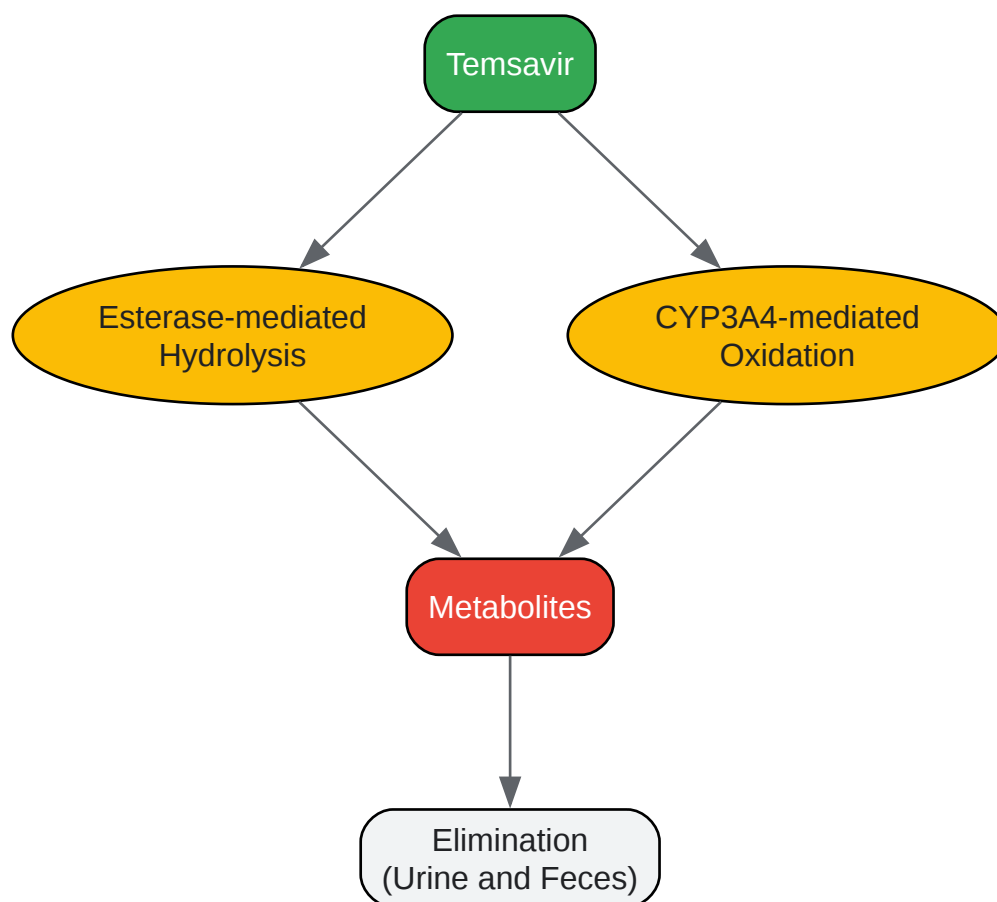 Temsavir
Esterase-mediated
Hydrolysis
CYP3A4-mediated
Oxidation
Metabolites
Elimination
(Urine and Feces)